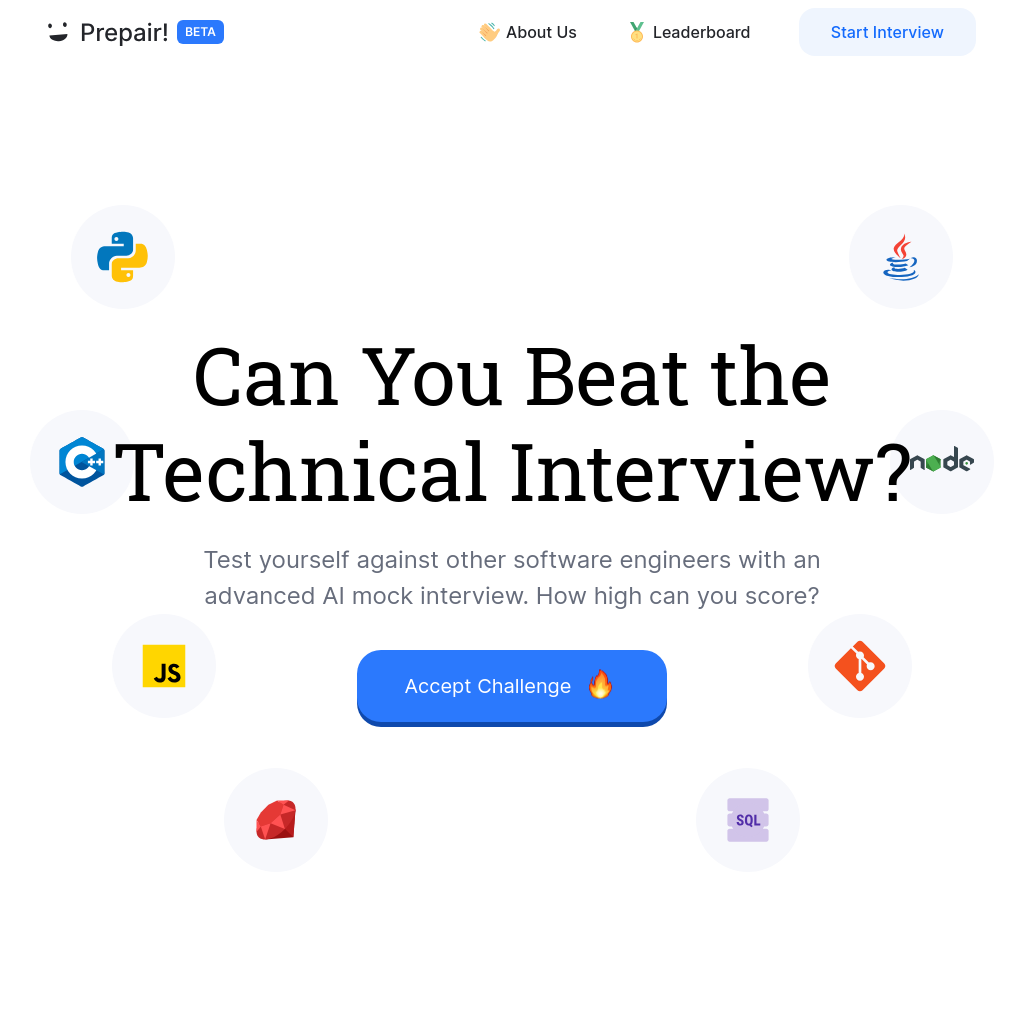 Prepair! BETA
About Us
Leaderboard
Start Interview
Can You Beat the
Technical Interview?
C++
node
Test yourself against other software engineers with an
advanced AI mock interview. How high can you score?
JS
Accept Challenge
SQL